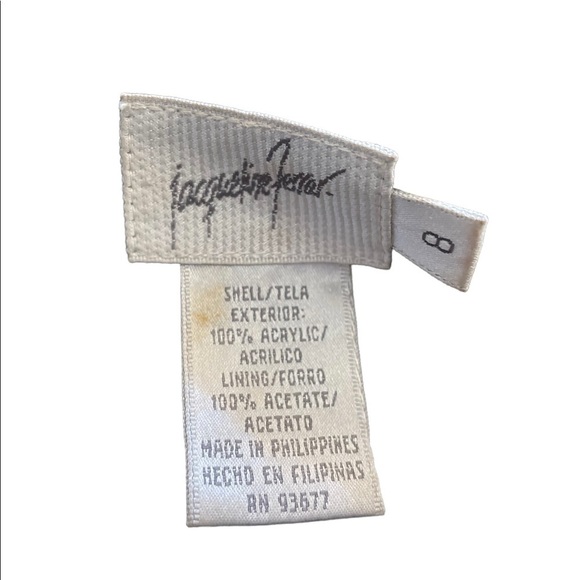 Jacqueline Ferrar
8
SHELL/TELA
EXTERIOR:
100% ACRYLIC/
ACRILICO
LINING/FORRO
100% ACETATE/
ACETATO
MADE IN PHILIPPINES
HECHO EN FILIPINAS
RN 93677